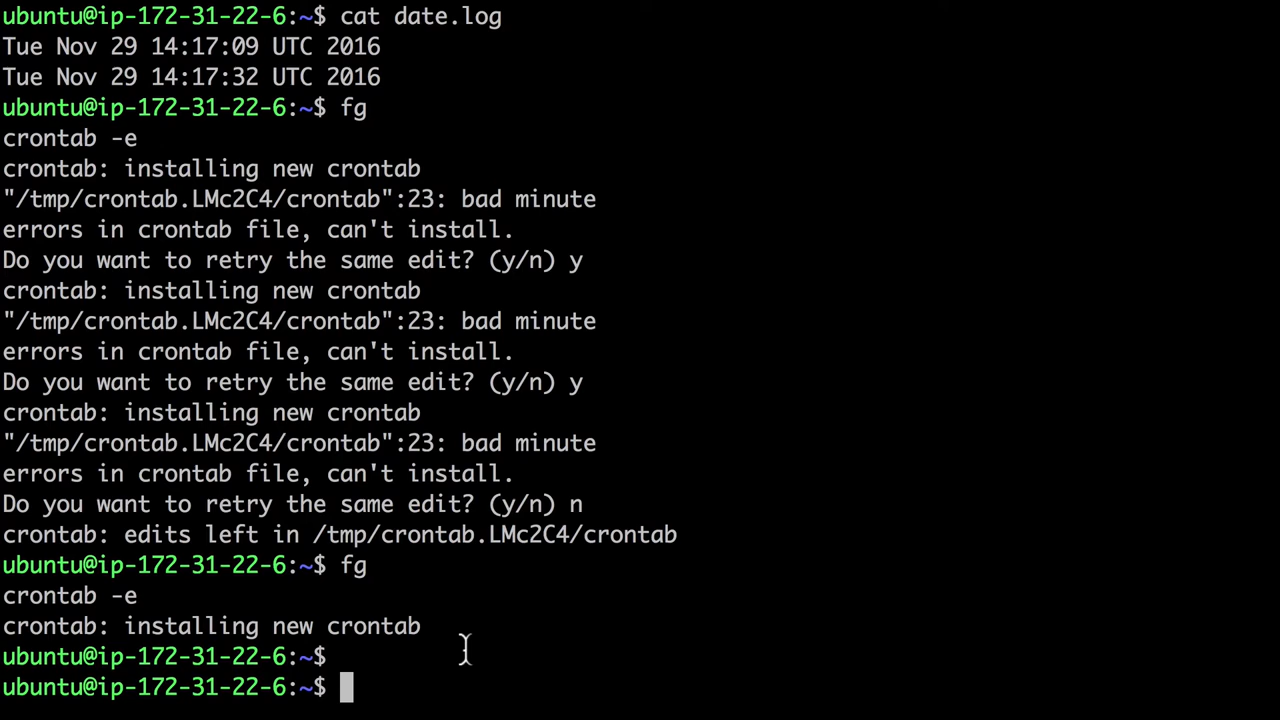 ubuntu@ip-172-31-22-6:~$ cat date.log
Tue Nov 29 14:17:09 UTC 2016
Tue Nov 29 14:17:32 UTC 2016
ubuntu@ip-172-31-22-6:~$ fg
crontab -e
crontab: installing new crontab
"/tmp/crontab.LMc2C4/crontab":23: bad minute
errors in crontab file, can't install.
Do you want to retry the same edit? (y/n) y
crontab: installing new crontab
"/tmp/crontab.LMc2C4/crontab":23: bad minute
errors in crontab file, can't install.
Do you want to retry the same edit? (y/n) y
crontab: installing new crontab
"/tmp/crontab.LMc2C4/crontab":23: bad minute
errors in crontab file, can't install.
Do you want to retry the same edit? (y/n) n
crontab: edits left in /tmp/crontab.LMc2C4/crontab
ubuntu@ip-172-31-22-6:~$ fg
crontab -e
crontab: installing new crontab
ubuntu@ip-172-31-22-6:~$
ubuntu@ip-172-31-22-6:~$